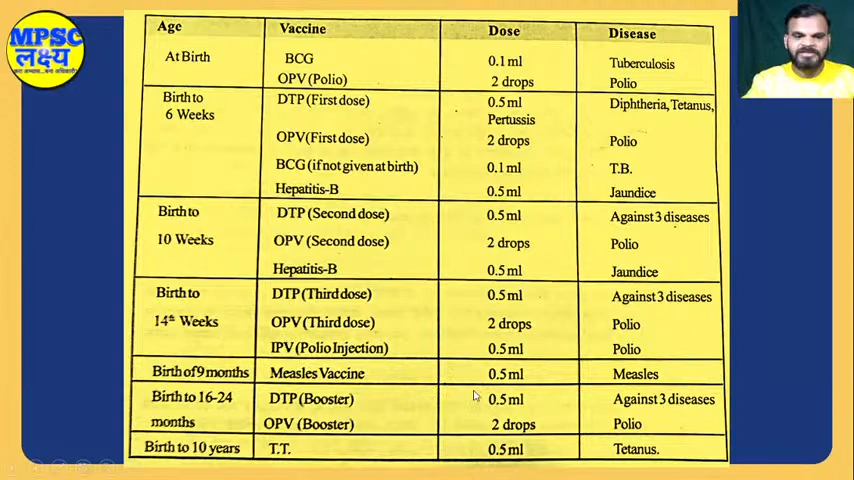 MPSC
लक्ष्य
Age Vaccine Dose Disease
At Birth BCG 0.1 ml Tuberculosis
OPV (Polio) 2 drops Polio
Birth to DTP (First dose) 0.5 ml Diphtheria, Tetanus,
6 Weeks Pertussis
OPV (First dose) 2 drops Polio
BCG (if not given at birth) 0.1 ml T.B.
Hepatitis-B 0.5 ml Jaundice
Birth to DTP (Second dose) 0.5 ml Against 3 diseases
10 Weeks OPV (Second dose) 2 drops Polio
Hepatitis-B 0.5 ml Jaundice
Birth to DTP (Third dose) 0.5 ml Against 3 diseases
14th Weeks OPV (Third dose) 2 drops Polio
IPV (Polio Injection) 0.5 ml Polio
Birth of 9 months Measles Vaccine 0.5 ml Measles
Birth to 16-24 DTP (Booster) 0.5 ml Against 3 diseases
months OPV (Booster) 2 drops Polio
Birth to 10 years T.T. 0.5 ml Tetanus.